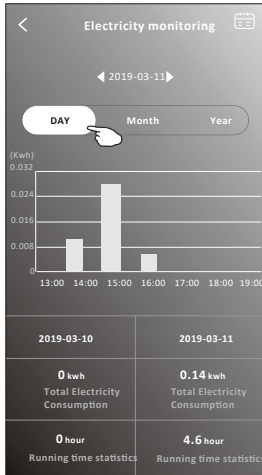 Electricity monitoring
2019-03-11
DAY Month Year
(Kwh)
0.032
0.024
0.016
0.008
0
13:00 14:00 15:00 16:00 17:00 18:00 19:00
2019-03-10 2019-03-11
0 kwh 0.14 kwh
Total Electricity Total Electricity
Consumption Consumption
0 hour 4.6 hour
Running time statistics Running time statistics